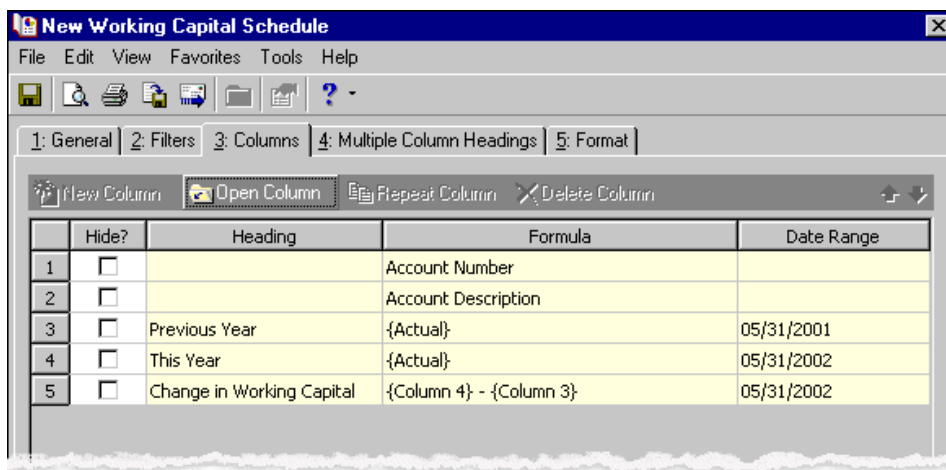 New Working Capital Schedule
File Edit View Favorites Tools Help
?
1: General 2: Filters 3: Columns 4: Multiple Column Headings 5: Format
New Column Open Column Repeat Column Delete Column
Hide? Heading Formula Date Range
1 Account Number
2 Account Description
3 Previous Year {Actual} 05/31/2001
4 This Year {Actual} 05/31/2002
5 Change in Working Capital {Column 4} - {Column 3} 05/31/2002